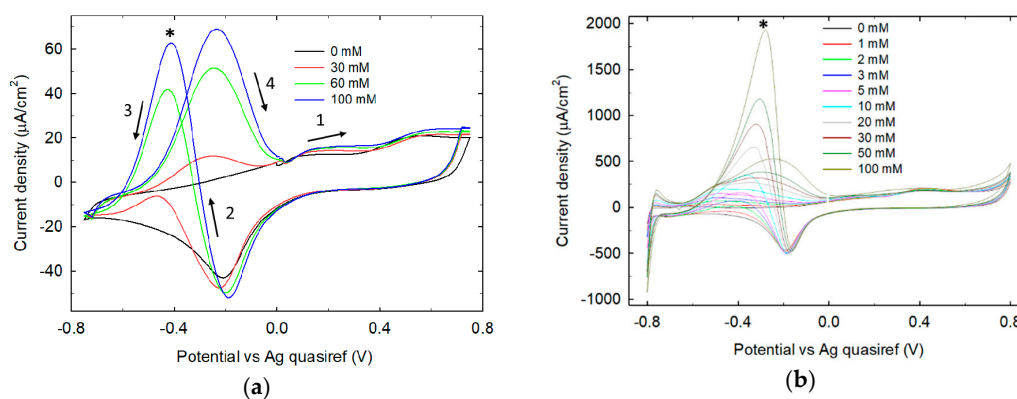 *
3
4
1
2
0 mM
30 mM
60 mM
100 mM
60
40
20
0
-20
-40
-0.8
-0.4
0.0
0.4
0.8
Current density (µA/cm²)
Potential vs Ag quasiref (V)
(a)
*
0 mM
1 mM
2 mM
3 mM
5 mM
10 mM
20 mM
30 mM
50 mM
100 mM
2000
1500
1000
500
0
-500
-1000
-0.8
-0.4
0.0
0.4
0.8
Current density (µA/cm²)
Potential vs Ag quasiref (V)
(b)